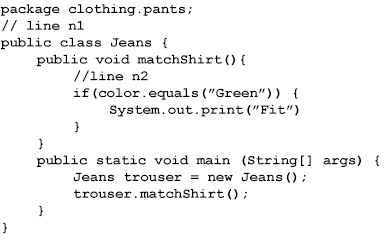 package clothing.pants;
// line n1
public class Jeans {
    public void matchShirt(){
        //line n2
        if(color.equals("Green")) {
            System.out.print("Fit")
        }
    }
    public static void main (String[] args) {
        Jeans trouser = new Jeans();
        trouser.matchShirt();
    }
}